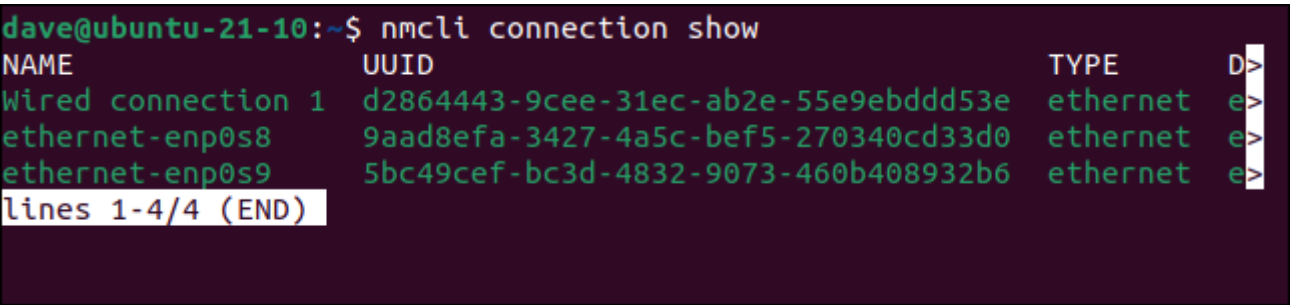 dave@ubuntu-21-10:~$ nmcli connection show
NAME                UUID                                  TYPE      D>
Wired connection 1  d2864443-9cee-31ec-ab2e-55e9ebddd53e  ethernet  e>
ethernet-enp0s8     9aad8efa-3427-4a5c-bef5-270340cd33d0  ethernet  e>
ethernet-enp0s9     5bc49cef-bc3d-4832-9073-460b408932b6  ethernet  e>
lines 1-4/4 (END)